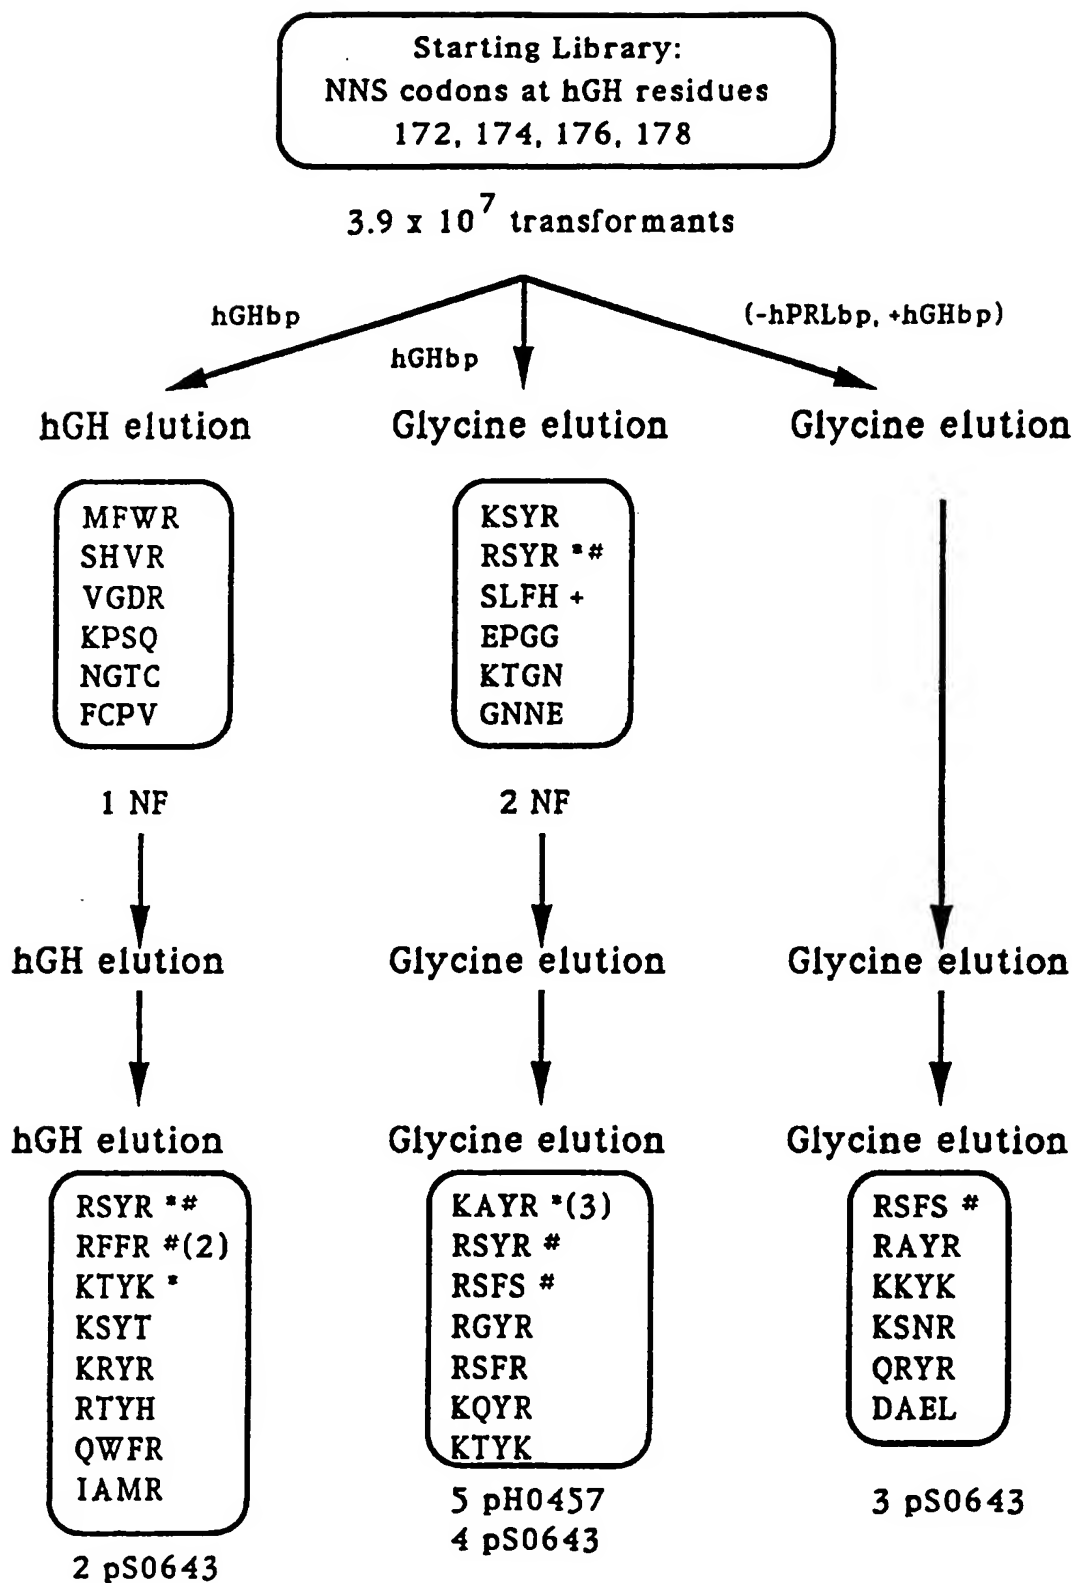 Starting Library:
NNS codons at hGH residues
172, 174, 176, 178
3.9 x 10^7 transformants
hGHbp
hGHbp
(-hPRLbp, +hGHbp)
hGH elution
Glycine elution
Glycine elution
MFWR
SHVR
VGDR
KPSQ
NGTC
FCPV
1 NF
KSYR
RSYR *#
SLFH +
EPGG
KTGN
GNNE
2 NF
hGH elution
Glycine elution
Glycine elution
hGH elution
Glycine elution
Glycine elution
RSYR *#
RFFR #(2)
KTYK *
KSYT
KRYR
RTYH
QWFR
IAMR
2 pS0643
KAYR *(3)
RSYR #
RSFS #
RGYR
RSFR
KQYR
KTYK
5 pH0457
4 pS0643
RSFS #
RAYR
KKYK
KSNR
QRYR
DAEL
3 pS0643